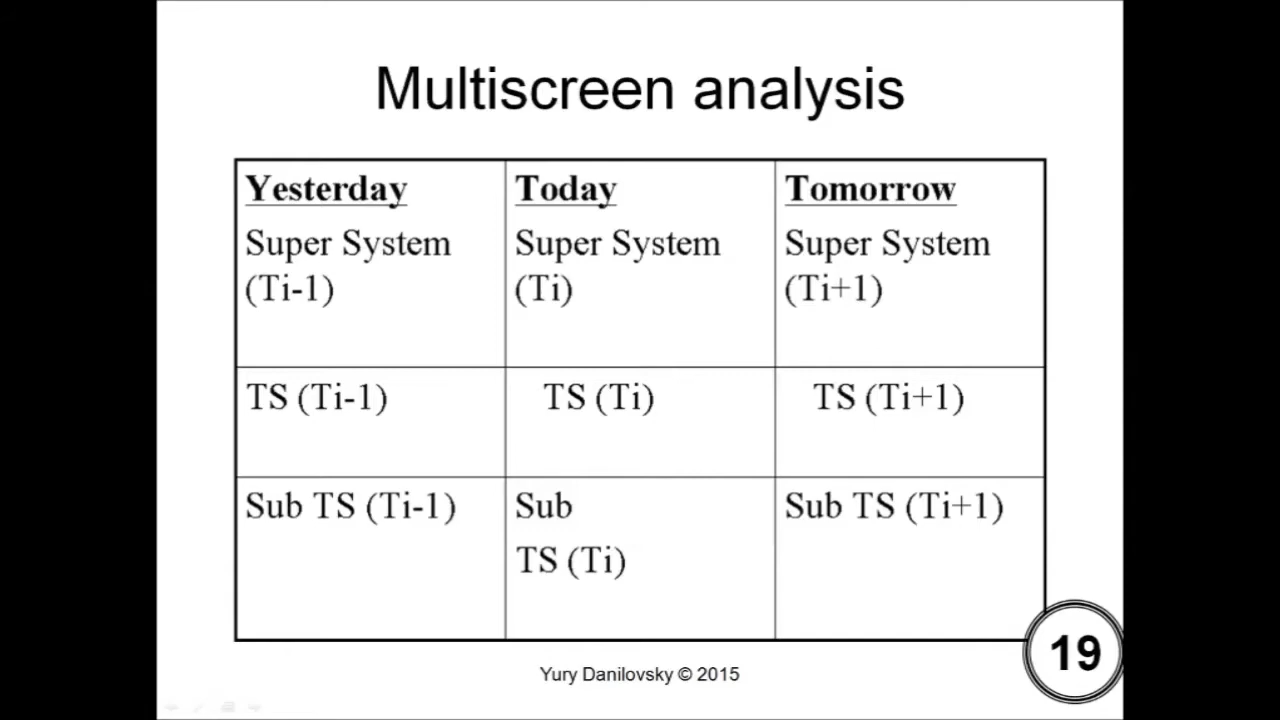 Multiscreen analysis
Yesterday
Super System
(Ti-1)
Today
Super System
(Ti)
Tomorrow
Super System
(Ti+1)
TS (Ti-1)
TS (Ti)
TS (Ti+1)
Sub TS (Ti-1)
Sub
TS (Ti)
Sub TS (Ti+1)
19
Yury Danilovsky © 2015